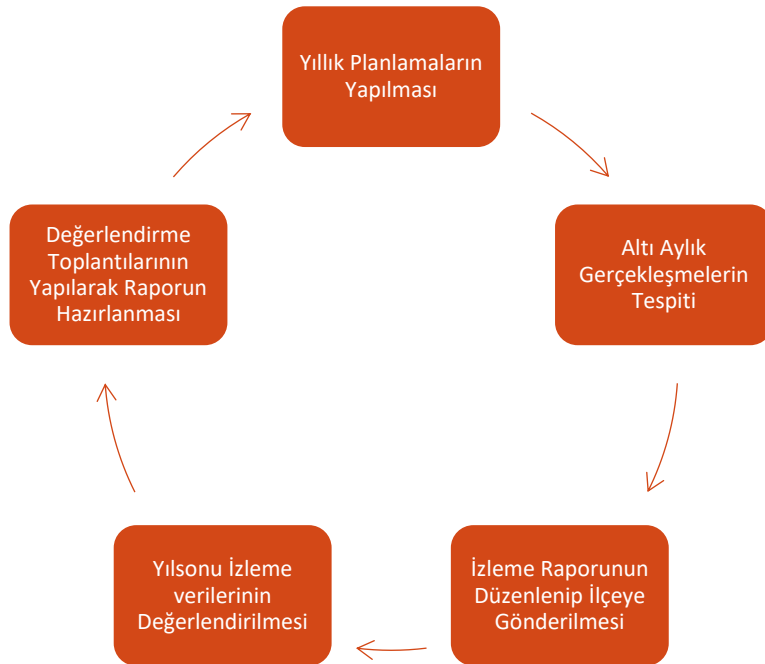 Yıllık Planlamaların
Yapılması
Altı Aylık
Gerçekleşmelerin
Tespiti
İzleme Raporunun
Düzenlenip İlçeye
Gönderilmesi
Yılsonu İzleme
verilerinin
Değerlendirilmesi
Değerlendirme
Toplantılarının
Yapılarak Raporun
Hazırlanması